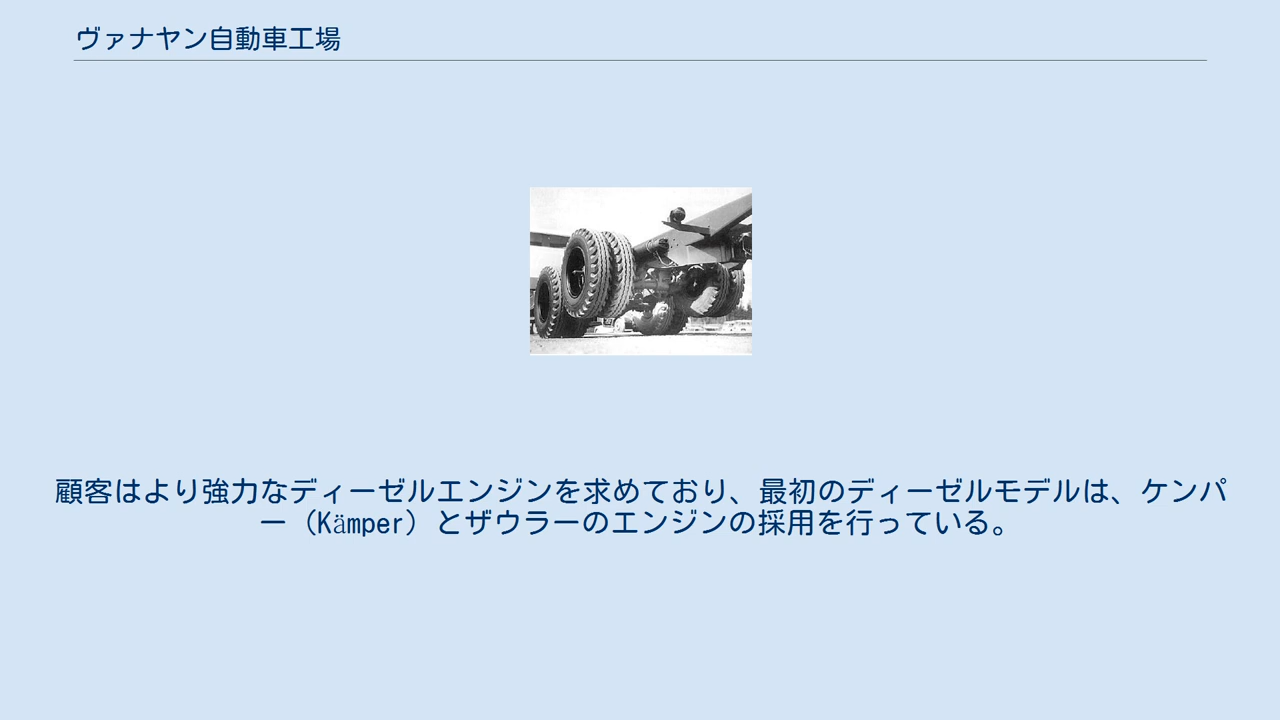 ヴァナヤン自動車工場
顧客はより強力なディーゼルエンジンを求めており、最初のディーゼルモデルは、ケンパ
ー（Kämper）とザウラーのエンジンの採用を行っている。